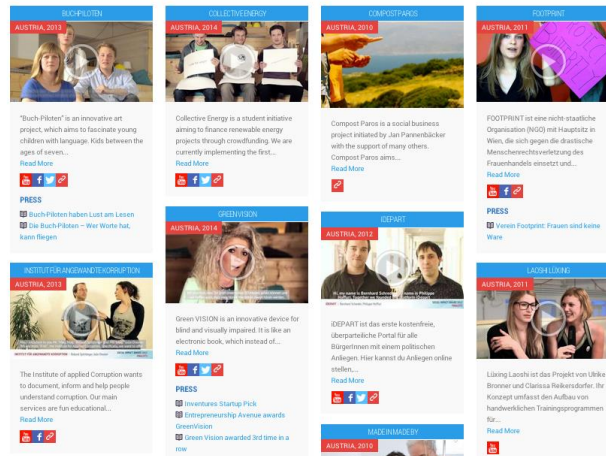 BUCHPILOTEN
AUSTRIA, 2013
"Buch-Piloten" is an innovative art
project, which aims to fascinate young
children with language. Kids between the
ages of seven...
Read More
PRESS
Buch-Piloten haben Lust am Lesen
Die Buch-Piloten – Wer Worte hat,
kann fliegen
INSTITUT FÜR ANGEWANDTE KORRUPTION
AUSTRIA, 2013
The Institute of applied Corruption wants
to document, inform and help people
understand corruption. Our main
services are fun educational...
Read More
COLLECTIVE ENERGY
AUSTRIA, 2014
Collective Energy is a student initiative
aiming to finance renewable energy
projects through crowdfunding. We are
currently implementing the first...
Read More
GREENVISION
AUSTRIA, 2014
Green VISION is an innovative device for
blind and visually impaired. It is like an
electronic book, which instead of...
Read More
PRESS
Inventures Startup Pick
Entrepreneurship Avenue awards
GreenVision
Green Vision awarded 3rd time in a
row
COMPOST PAROS
AUSTRIA, 2010
Compost Paros is a social business
project initiated by Jan Pannenbäcker
with the support of many others.
Compost Paros aims...
Read More
IDEPART
AUSTRIA, 2012
iDEPART ist das erste kostenfreie,
überparteiliche Portal für alle
BürgerInnen mit einem politischen
Anliegen. Hier kannst du Anliegen online
stellen,...
Read More
MADE IN MADE BY
AUSTRIA, 2010
FOOTPRINT
AUSTRIA, 2011
FOOTPRINT ist eine nicht-staatliche
Organisation (NGO) mit Hauptsitz in
Wien, die sich gegen die drastische
Menschenrechtsverletzung des
Frauenhandels einsetzt und...
Read More
PRESS
Verein Footprint: Frauen sind keine
Ware
LAOSHI LÜXING
AUSTRIA, 2011
Lüxing Laoshi ist das Projekt von Ulrike
Bronner und Clarissa Reikersdorfer. Ihr
Konzept umfasst den Aufbau von
handwerklichen Trainingsprogrammen
für...
Read More